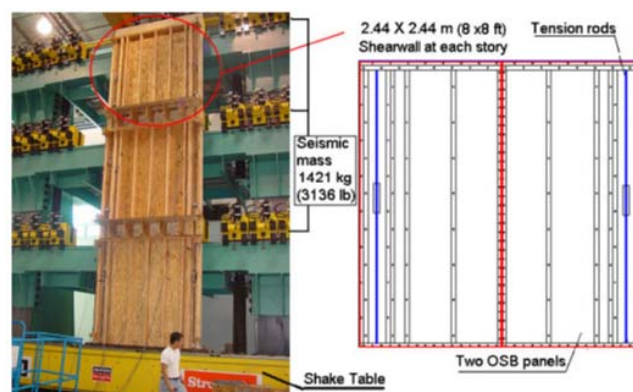 2.44 X 2.44 m (8 x8 ft)
Shearwall at each story
Tension rods
Seismic
mass
1421 kg
(3136 lb)
Two OSB panels
Shake Table